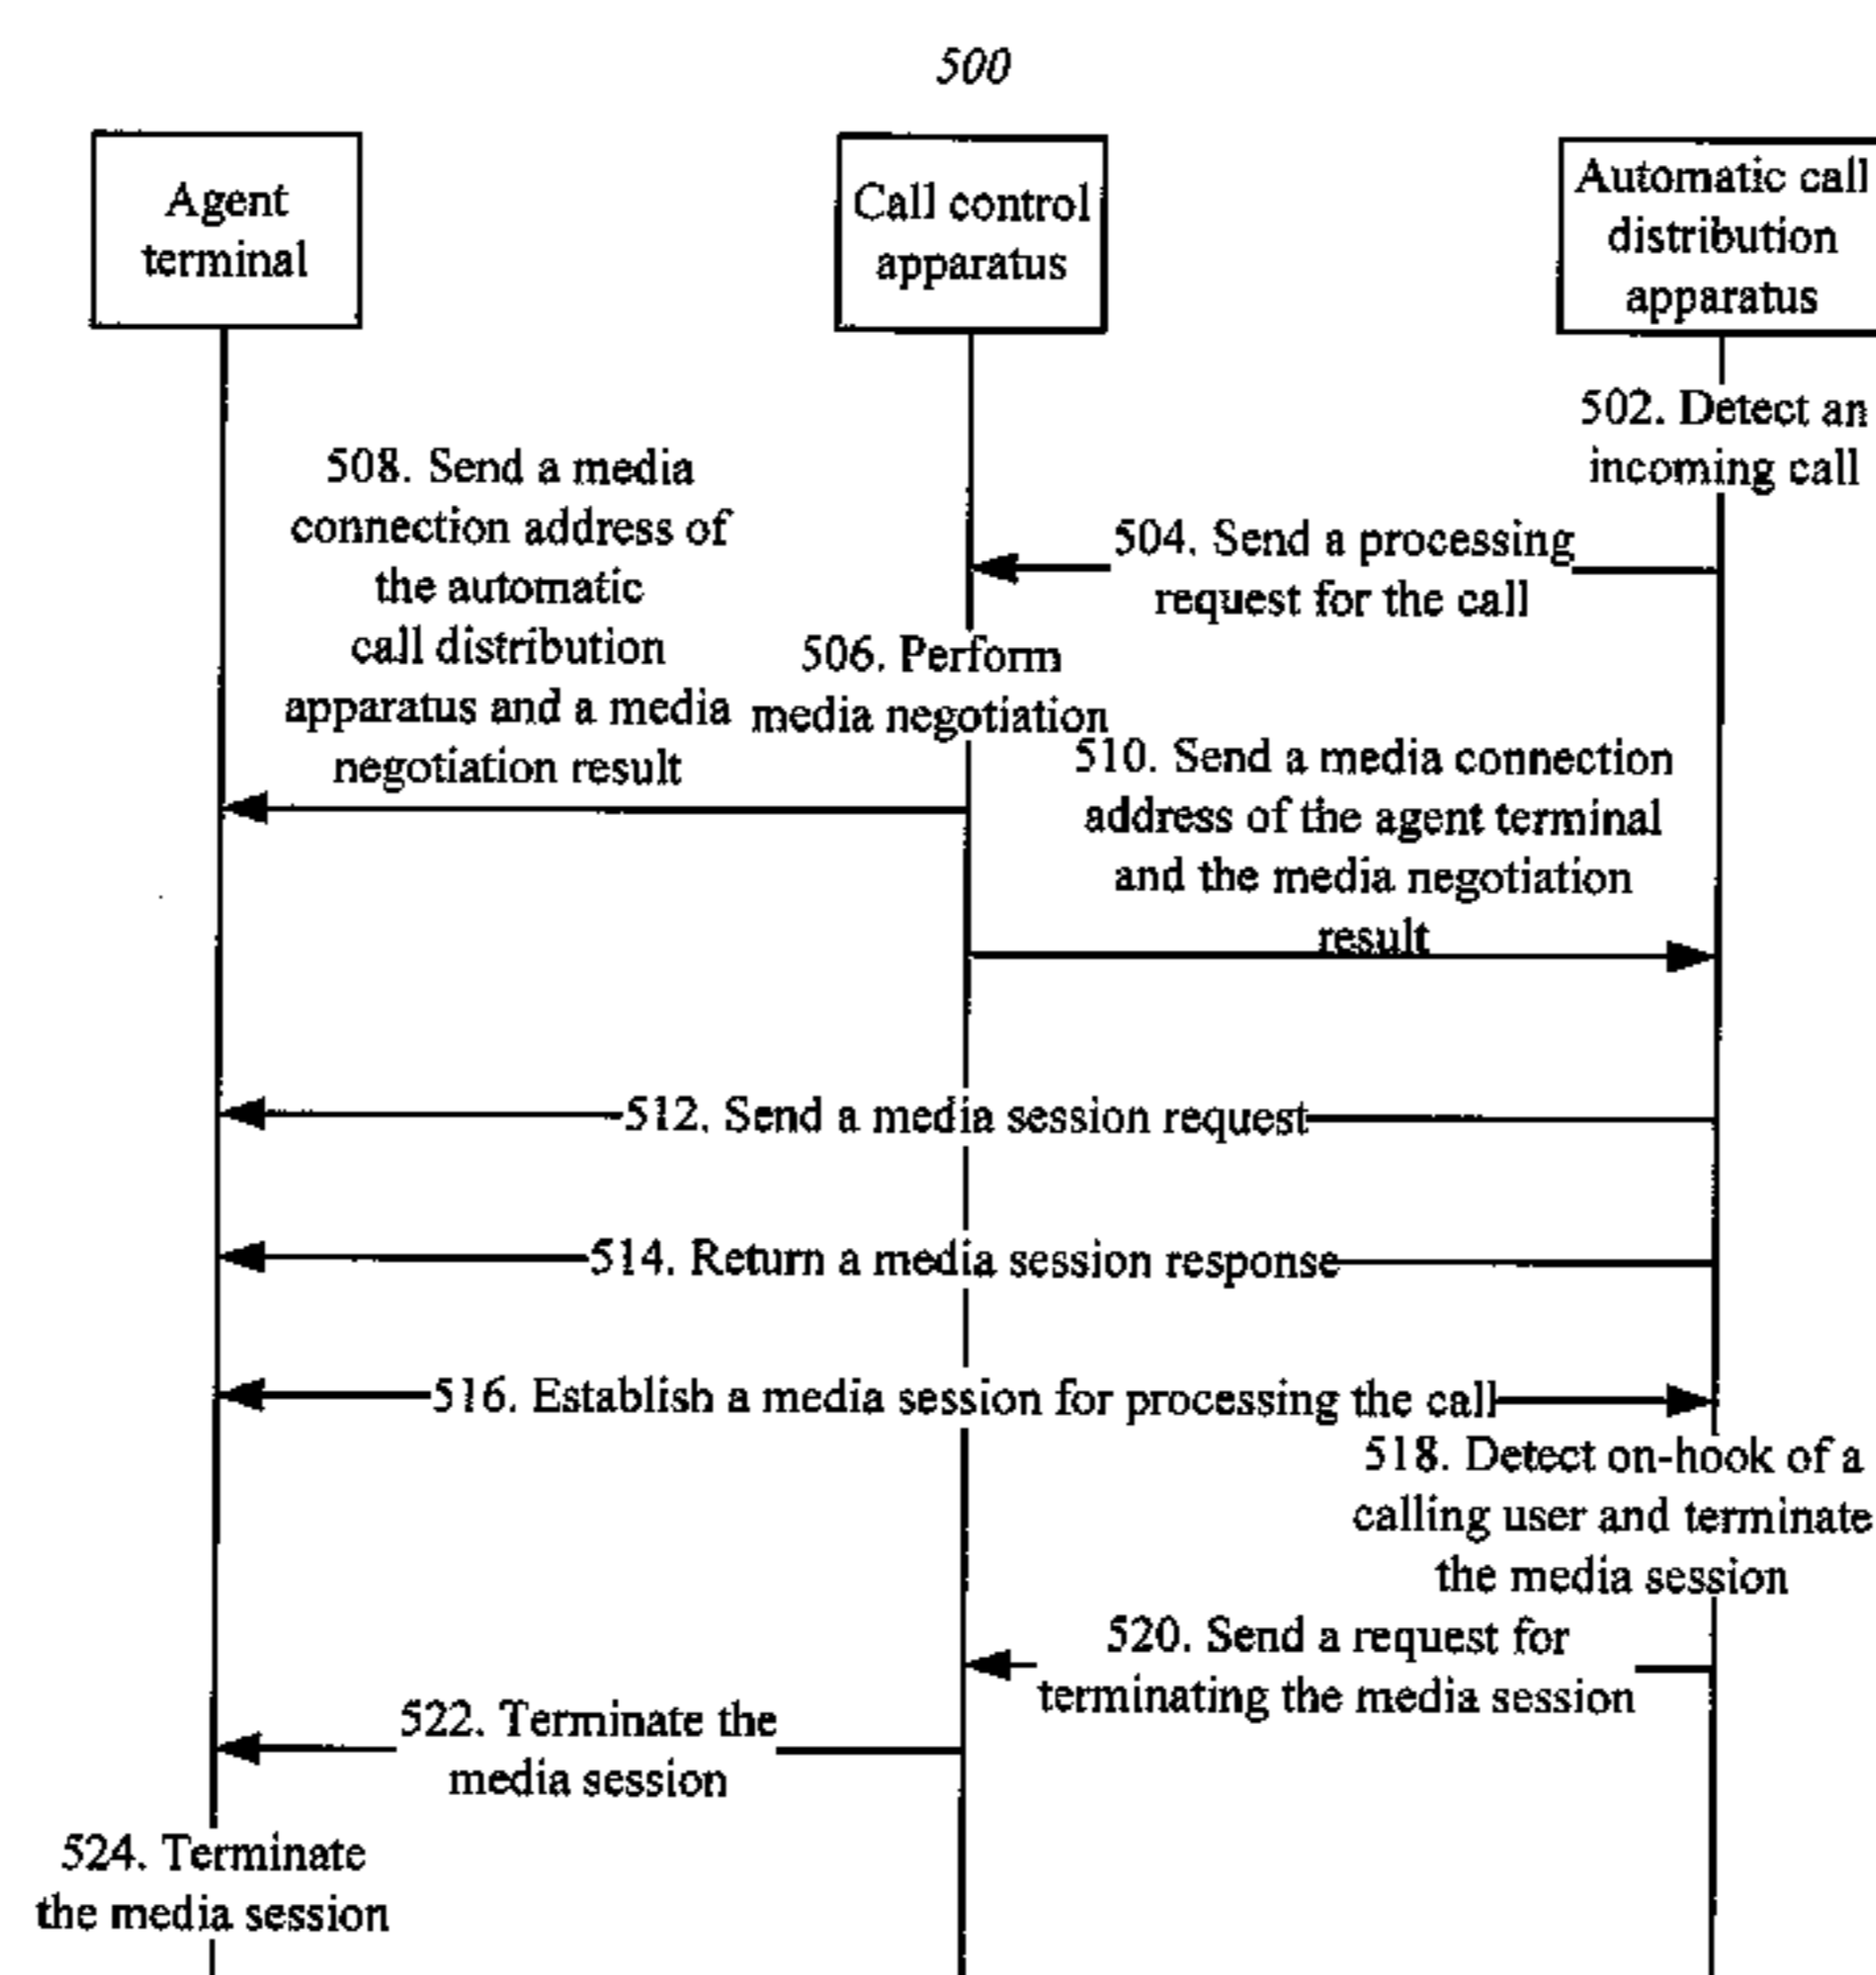 500
Agent
terminal
Call control
apparatus
Automatic call
distribution
apparatus
502. Detect an
incoming call
504. Send a processing
request for the call
506. Perform
media negotiation
508. Send a media
connection address of
the automatic
call distribution
apparatus and a media
negotiation result
510. Send a media connection
address of the agent terminal
and the media negotiation
result
512. Send a media session request
514. Return a media session response
516. Establish a media session for processing the call
518. Detect on-hook of a
calling user and terminate
the media session
520. Send a request for
terminating the media session
522. Terminate the
media session
524. Terminate
the media session